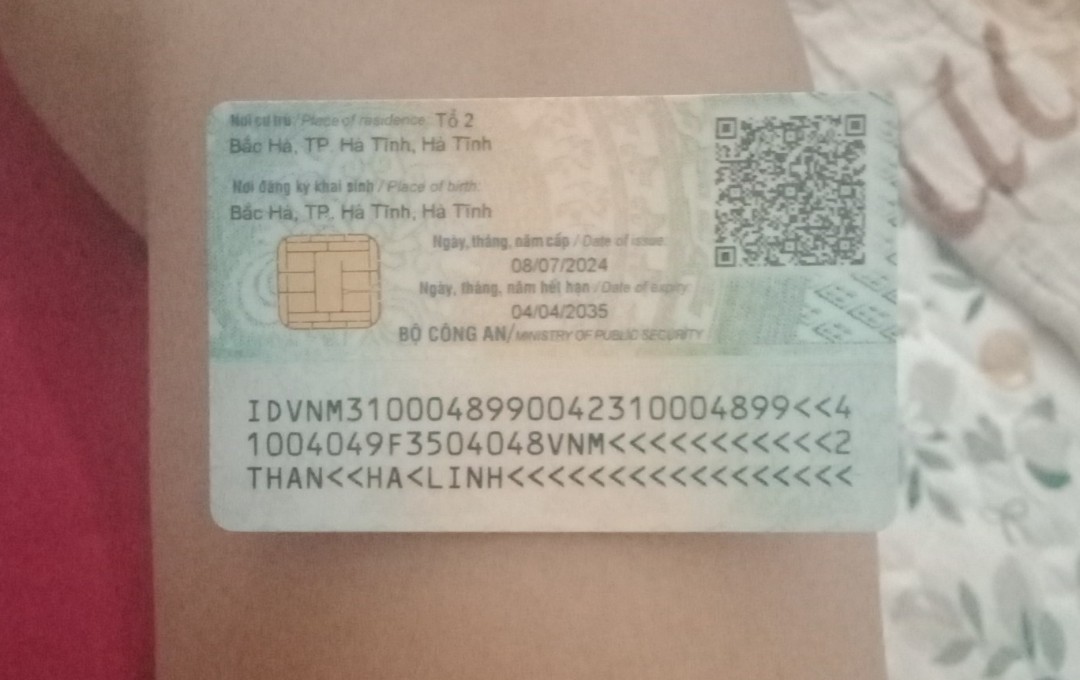 Nơi cư trú / Place of residence: Tổ 2
Bắc Hà, TP. Hà Tĩnh, Hà Tĩnh
Nơi đăng ký khai sinh / Place of birth:
Bắc Hà, TP. Hà Tĩnh, Hà Tĩnh
Ngày, tháng, năm cấp / Date of issue:
08/07/2024
Ngày, tháng, năm hết hạn / Date of expiry:
04/04/2035
BỘ CÔNG AN/MINISTRY OF PUBLIC SECURITY
IDVNM3100048990042310004899<<4
1004049F3504048VNM<<<<<<<<<<<2
THAN<<HA<LINH<<<<<<<<<<<<<<<<<